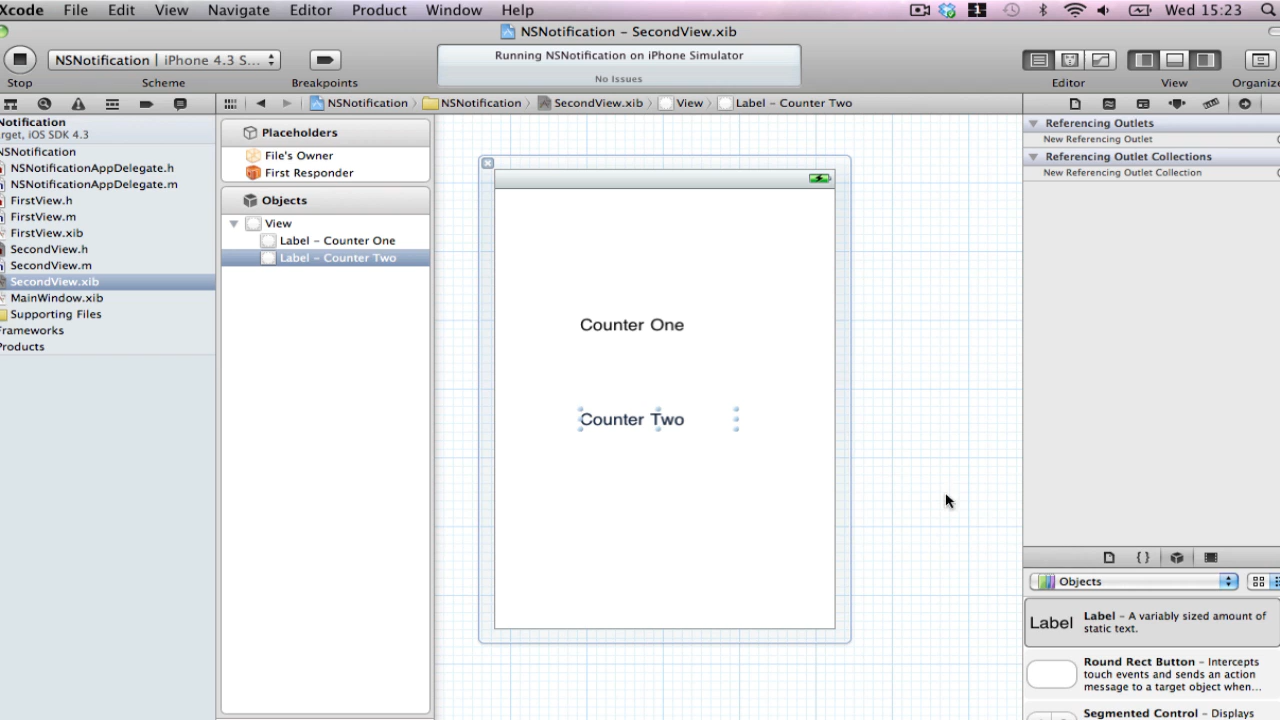 Xcode File Edit View Navigate Editor Product Window Help Wed 15:23
NSNotification - SecondView.xib
NSNotification | iPhone 4.3 S...
Running NSNotification on iPhone Simulator
No Issues
Stop Scheme Breakpoints Editor View Organiz
NSNotification NSNotification SecondView.xib View Label - Counter Two
Notification
rget, iOS SDK 4.3
NSNotification
NSNotificationAppDelegate.h
NSNotificationAppDelegate.m
FirstView.h
FirstView.m
FirstView.xib
SecondView.h
SecondView.m
SecondView.xib
MainWindow.xib
Supporting Files
Frameworks
Products
Placeholders
File's Owner
First Responder
Objects
View
Label - Counter One
Label - Counter Two
Counter One
Counter Two
Referencing Outlets
New Referencing Outlet
Referencing Outlet Collections
New Referencing Outlet Collection
{ }
Objects
Label
Label - A variably sized amount of
static text.
Round Rect Button - Intercepts
touch events and sends an action
message to a target object when...
Segmented Control - Displays